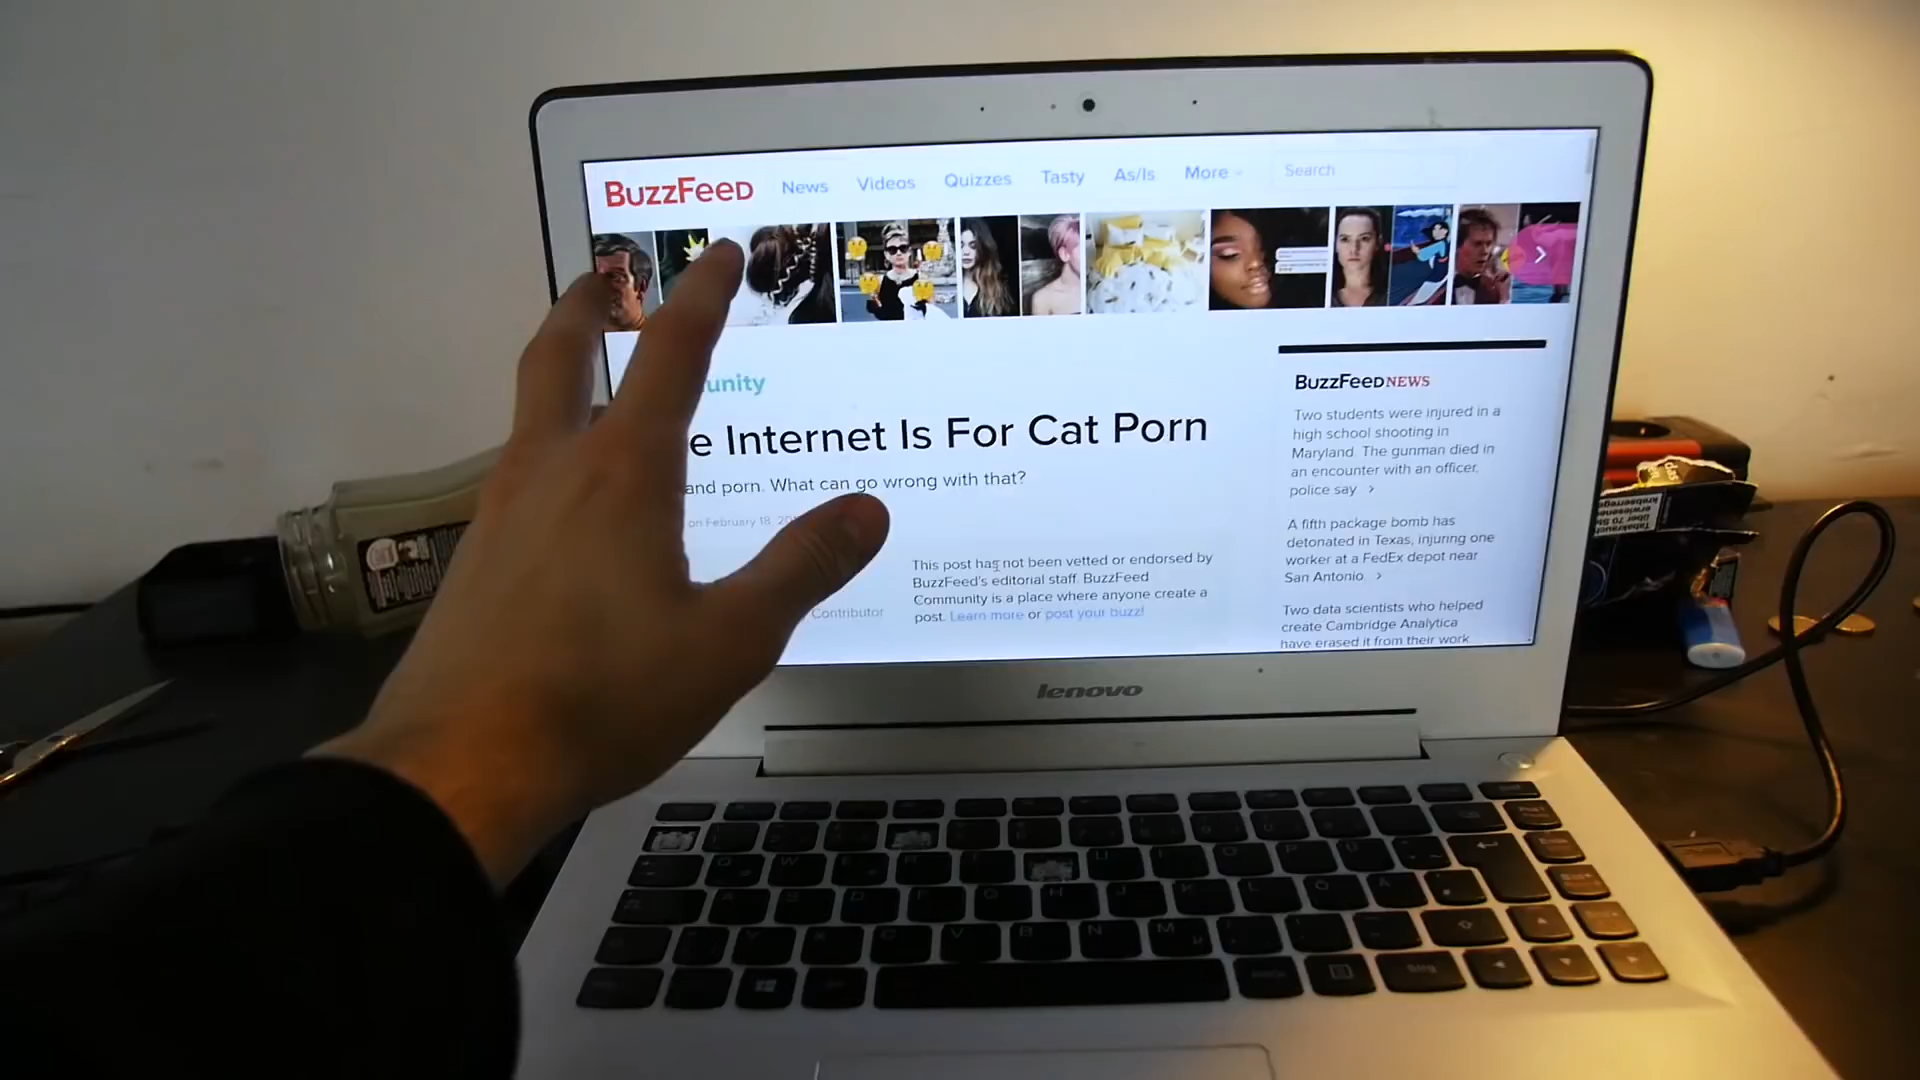 BuzzFeed News Videos Quizzes Tasty As/Is More Search
unity
e Internet Is For Cat Porn
and porn. What can go wrong with that?
on February 18, 20
Contributor
This post has not been vetted or endorsed by
BuzzFeed's editorial staff. BuzzFeed
Community is a place where anyone create a
post. Learn more or post your buzz!
BuzzFeed NEWS
Two students were injured in a
high school shooting in
Maryland. The gunman died in
an encounter with an officer,
police say >
A fifth package bomb has
detonated in Texas, injuring one
worker at a FedEx depot near
San Antonio. >
Two data scientists who helped
create Cambridge Analytica
have erased it from their work
lenovo
Q W E R U I O P Ü
A S D F G H J K L Ö Ä
Y X C V B N M